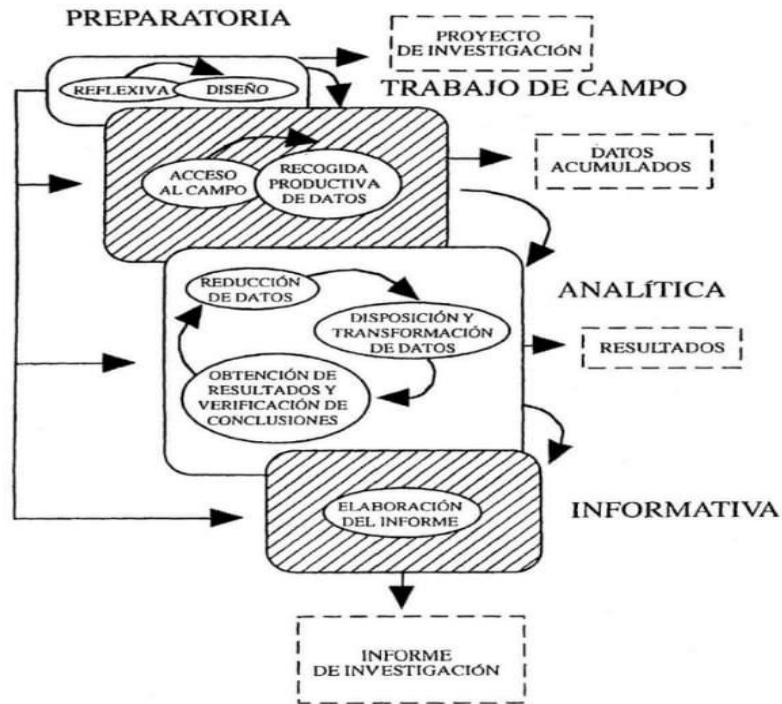 PREPARATORIA
PROYECTO
DE INVESTIGACIÓN
REFLEXIVA
DISEÑO
TRABAJO DE CAMPO
ACCESO
AL CAMPO
RECOGIDA
PRODUCTIVA
DE DATOS
DATOS
ACUMULADOS
REDUCCIÓN
DE DATOS
ANALÍTICA
DISPOSICIÓN Y
TRANSFORMACIÓN
DE DATOS
RESULTADOS
OBTENCIÓN DE
RESULTADOS Y
VERIFICACIÓN DE
CONCLUSIONES
ELABORACIÓN
DEL INFORME
INFORMATIVA
INFORME
DE INVESTIGACIÓN